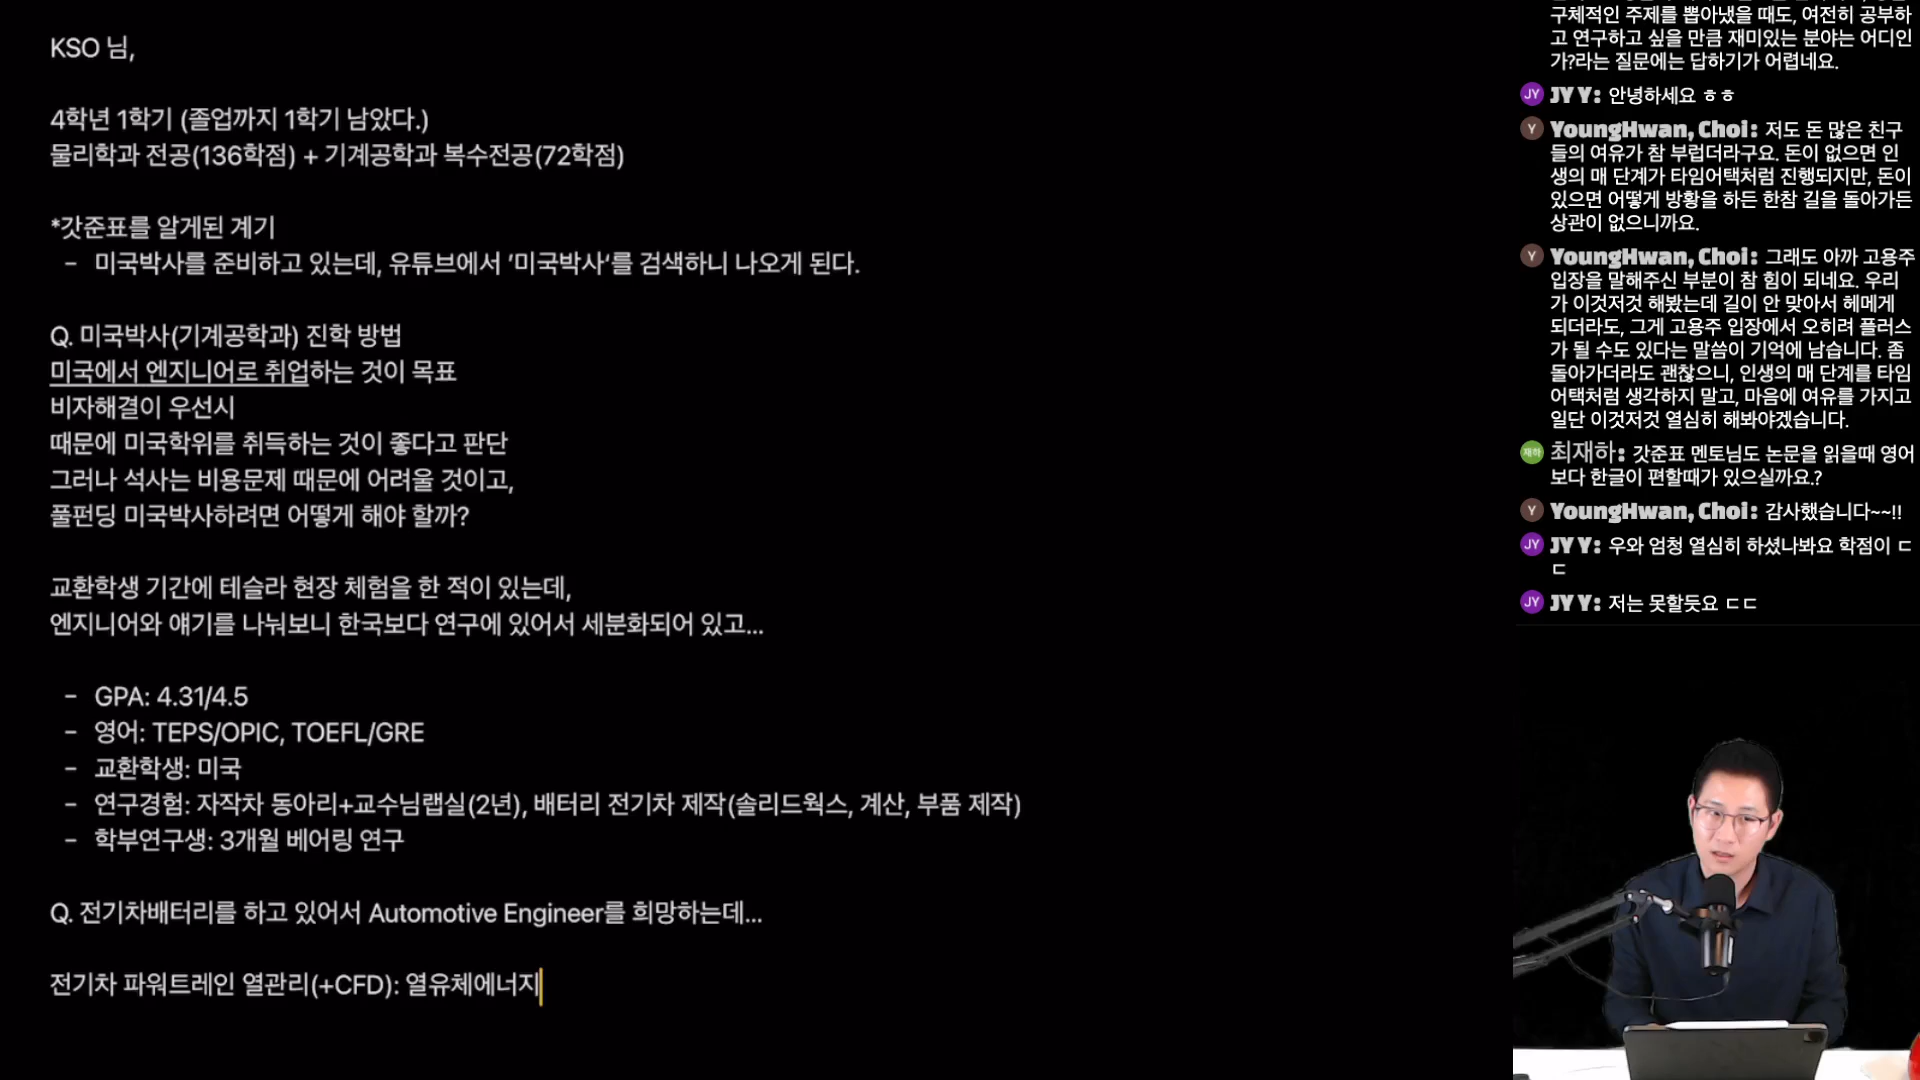 KSO 님,
4학년 1학기 (졸업까지 1학기 남았다.)
물리학과 전공(136학점) + 기계공학과 복수전공(72학점)
*갓준표를 알게된 계기
- 미국박사를 준비하고 있는데, 유튜브에서 '미국박사'를 검색하니 나오게 된다.
Q. 미국박사(기계공학과) 진학 방법
미국에서 엔지니어로 취업하는 것이 목표
비자해결이 우선시
때문에 미국학위를 취득하는 것이 좋다고 판단
그러나 석사는 비용문제 때문에 어려울 것이고,
풀펀딩 미국박사하려면 어떻게 해야 할까?
교환학생 기간에 테슬라 현장 체험을 한 적이 있는데,
엔지니어와 얘기를 나눠보니 한국보다 연구에 있어서 세분화되어 있고...
- GPA: 4.31/4.5
- 영어: TEPS/OPIC, TOEFL/GRE
- 교환학생: 미국
- 연구경험: 자작차 동아리+교수님랩실(2년), 배터리 전기차 제작(솔리드웍스, 계산, 부품 제작)
- 학부연구생: 3개월 베어링 연구
Q. 전기차배터리를 하고 있어서 Automotive Engineer를 희망하는데...
전기차 파워트레인 열관리(+CFD): 열유체에너지
구체적인 주제를 뽑아냈을 때도, 여전히 공부하
고 연구하고 싶을 만큼 재미있는 분야는 어디인
가?라는 질문에는 답하기가 어렵네요.
JY JY Y: 안녕하세요 ㅎㅎ
Y YoungHwan, Choi: 저도 돈 많은 친구
들의 여유가 참 부럽더라구요. 돈이 없으면 인
생의 매 단계가 타임어택처럼 진행되지만, 돈이
있으면 어떻게 방황을 하든 한참 길을 돌아가든
상관이 없으니까요.
Y YoungHwan, Choi: 그래도 아까 고용주
입장을 말해주신 부분이 참 힘이 되네요. 우리
가 이것저것 해봤는데 길이 안 맞아서 헤메게
되더라도, 그게 고용주 입장에서 오히려 플러스
가 될 수도 있다는 말씀이 기억에 남습니다. 좀
돌아가더라도 괜찮으니, 인생의 매 단계를 타임
어택처럼 생각하지 말고, 마음에 여유를 가지고
일단 이것저것 열심히 해봐야겠습니다.
재하 최재하: 갓준표 멘토님도 논문을 읽을때 영어
보다 한글이 편할때가 있으실까요.?
Y YoungHwan, Choi: 감사했습니다~~!!
JY JY Y: 우와 엄청 열심히 하셨나봐요 학점이 ㄷ
ㄷ
JY JY Y: 저는 못할듯요 ㄷㄷ